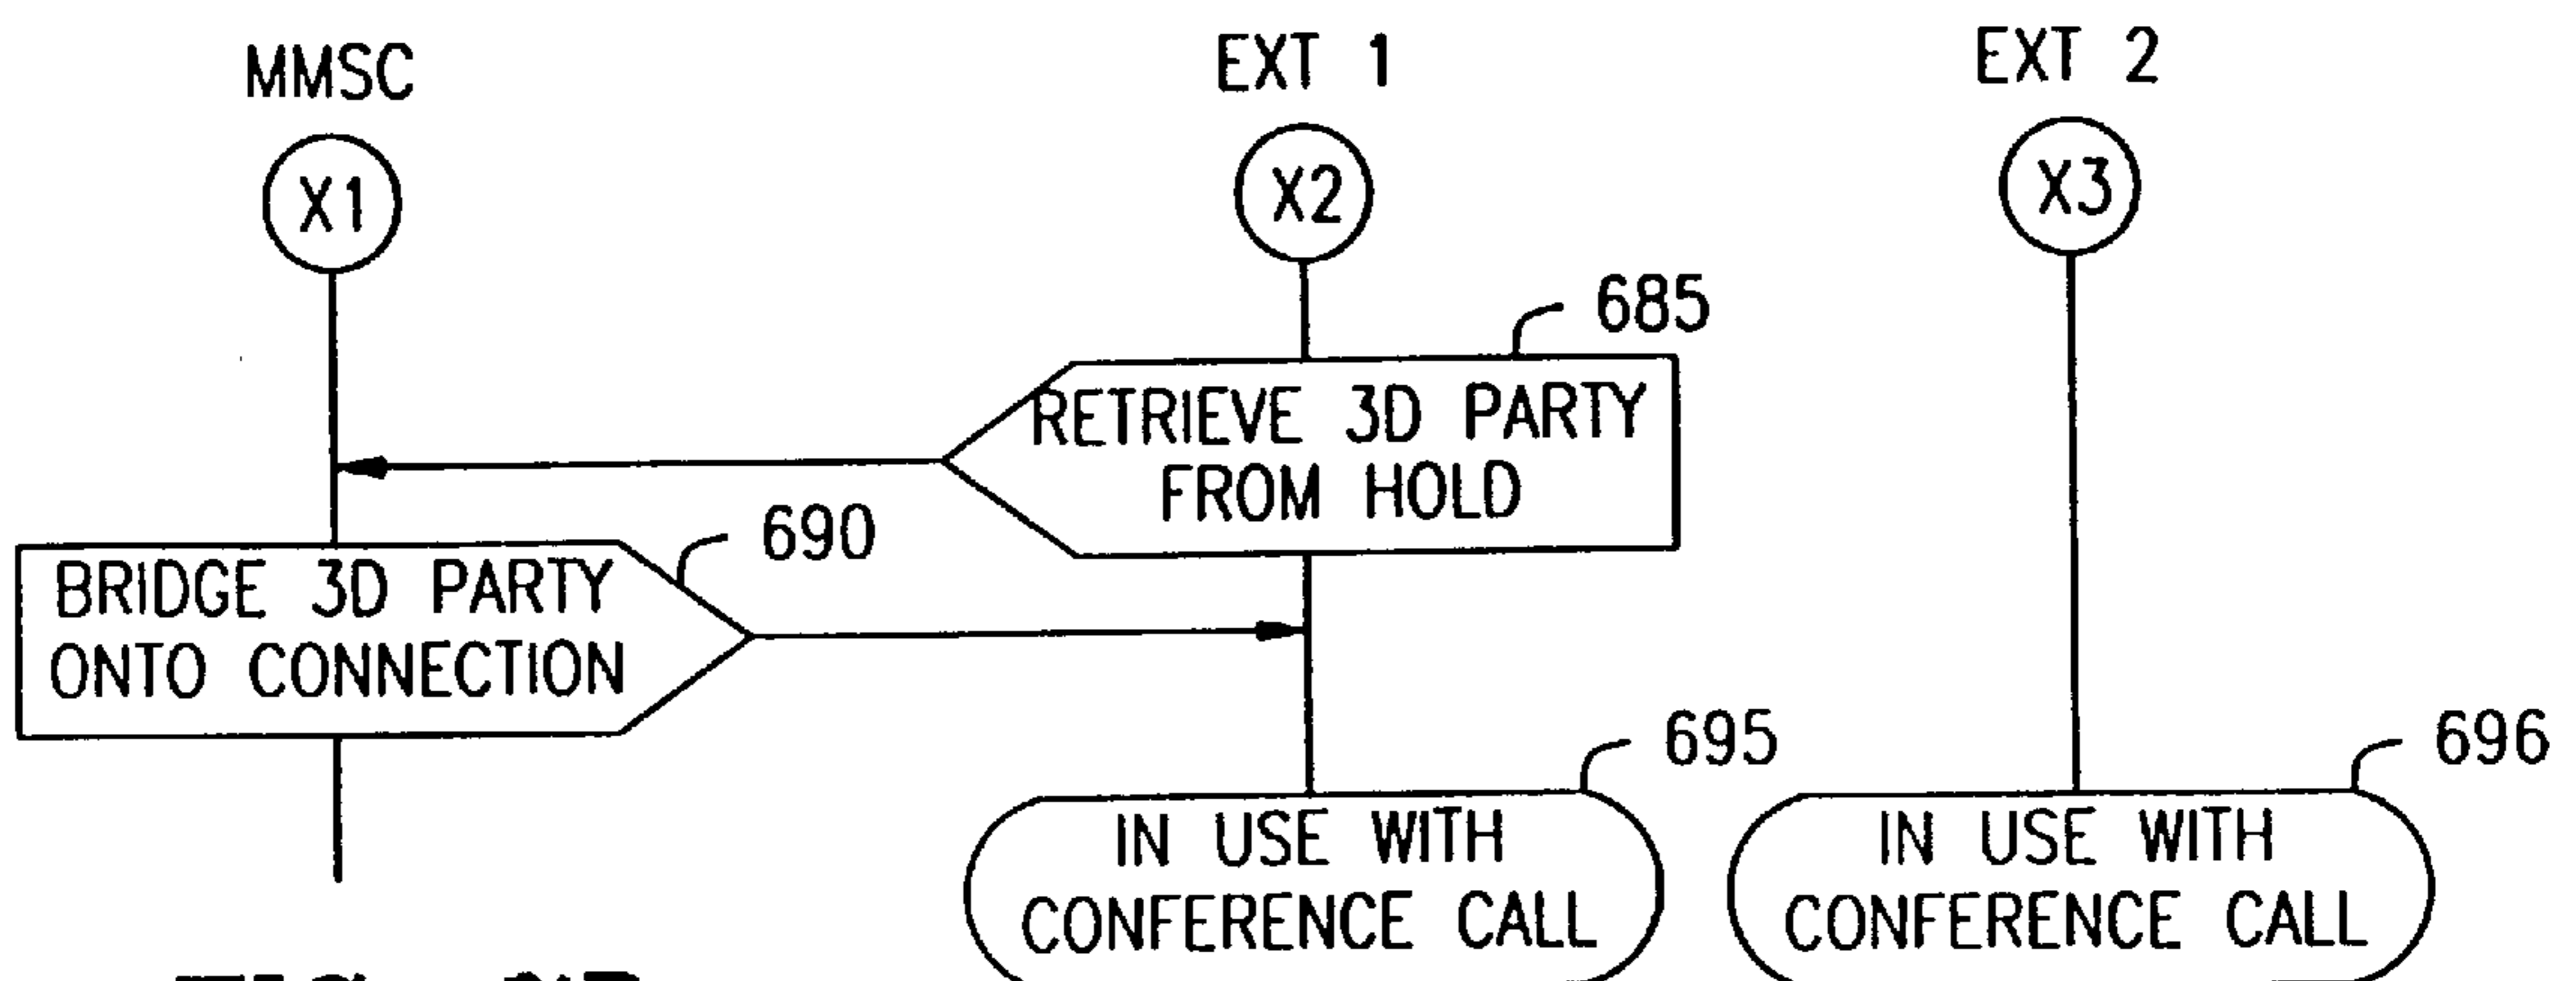 MMSC
EXT 1
EXT 2
X1
X2
X3
685
RETRIEVE 3D PARTY
FROM HOLD
690
BRIDGE 3D PARTY
ONTO CONNECTION
695
IN USE WITH
CONFERENCE CALL
696
IN USE WITH
CONFERENCE CALL